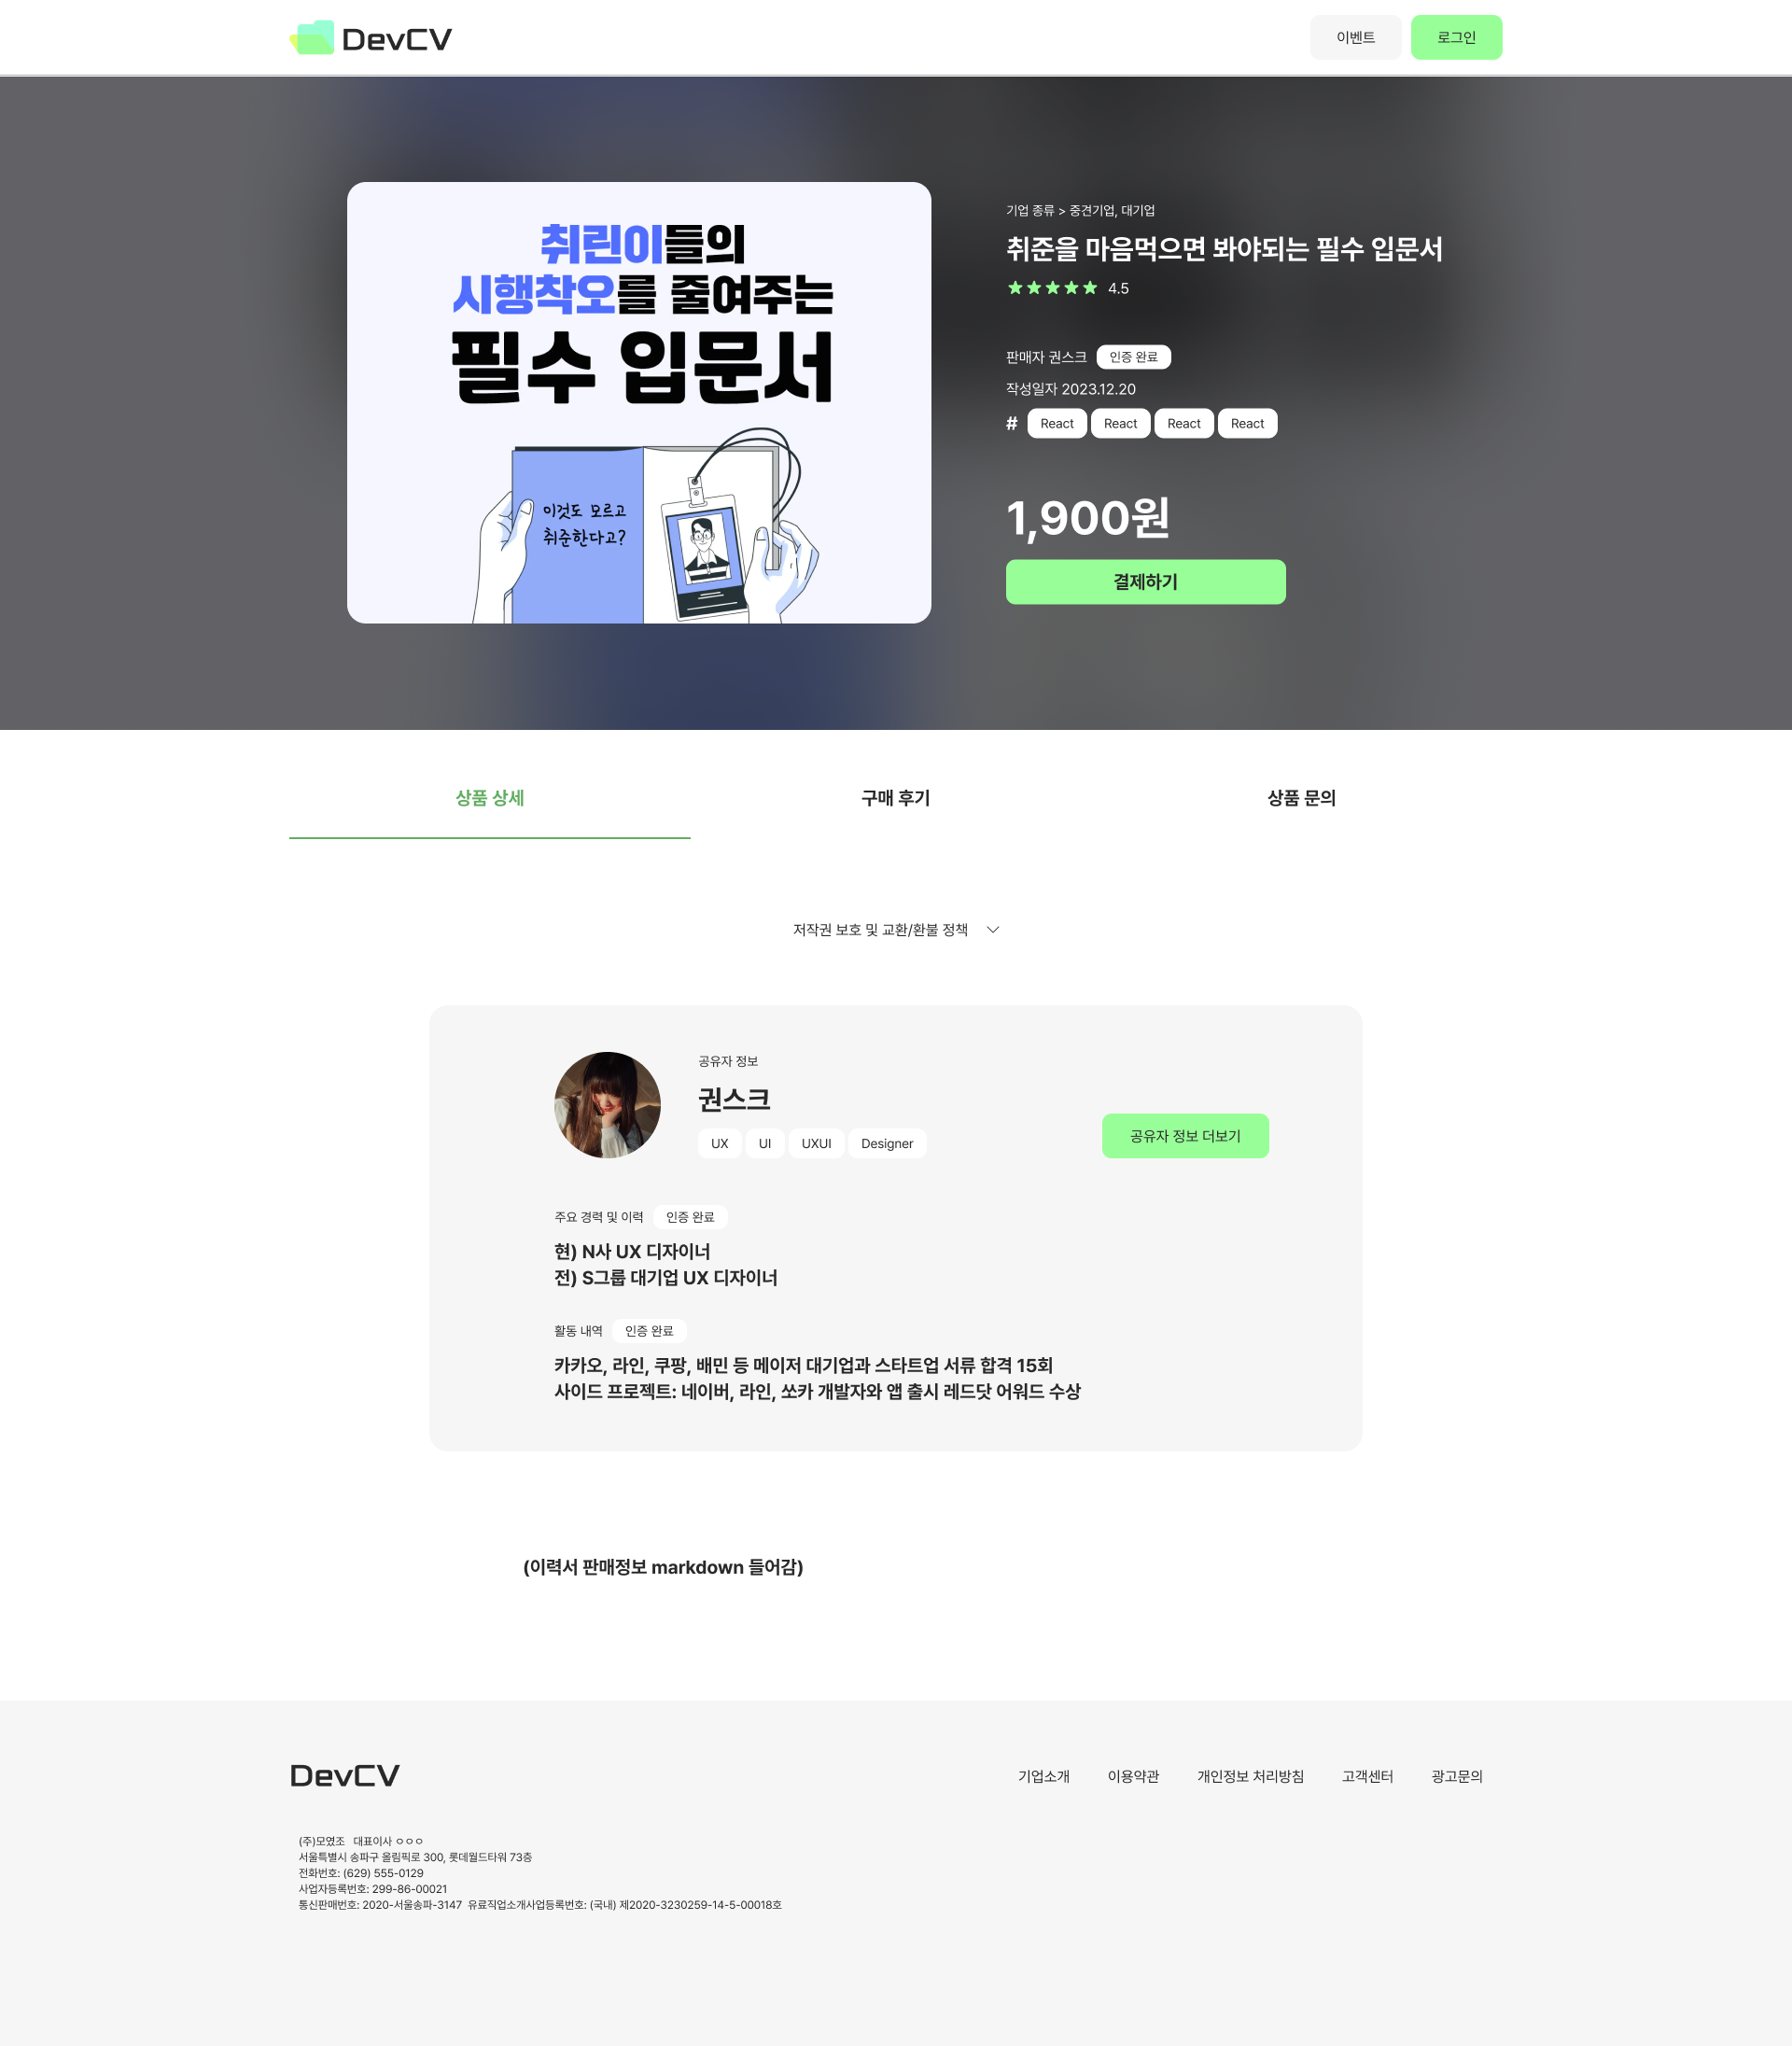 DevCV
이벤트
로그인
취린이들의
시행착오를 줄여주는
필수 입문서
이것도 모르고
취준한다고?
기업 종류 > 중견기업, 대기업
취준을 마음먹으면 봐야되는 필수 입문서
4.5
판매자 권스크 인증 완료
작성일자 2023.12.20
# React React React React
1,900원
결제하기
상품 상세
구매 후기
상품 문의
저작권 보호 및 교환/환불 정책
공유자 정보
권스크
UX UI UXUI Designer
공유자 정보 더보기
주요 경력 및 이력 인증 완료
현) N사 UX 디자이너
전) S그룹 대기업 UX 디자이너
활동 내역 인증 완료
카카오, 라인, 쿠팡, 배민 등 메이저 대기업과 스타트업 서류 합격 15회
사이드 프로젝트: 네이버, 라인, 쏘카 개발자와 앱 출시 레드닷 어워드 수상
(이력서 판매정보 markdown 들어감)
DevCV
기업소개 이용약관 개인정보 처리방침 고객센터 광고문의
(주)모였조 대표이사 ㅇㅇㅇ
서울특별시 송파구 올림픽로 300, 롯데월드타워 73층
전화번호: (629) 555-0129
사업자등록번호: 299-86-00021
통신판매번호: 2020-서울송파-3147 유료직업소개사업등록번호: (국내) 제2020-3230259-14-5-00018호